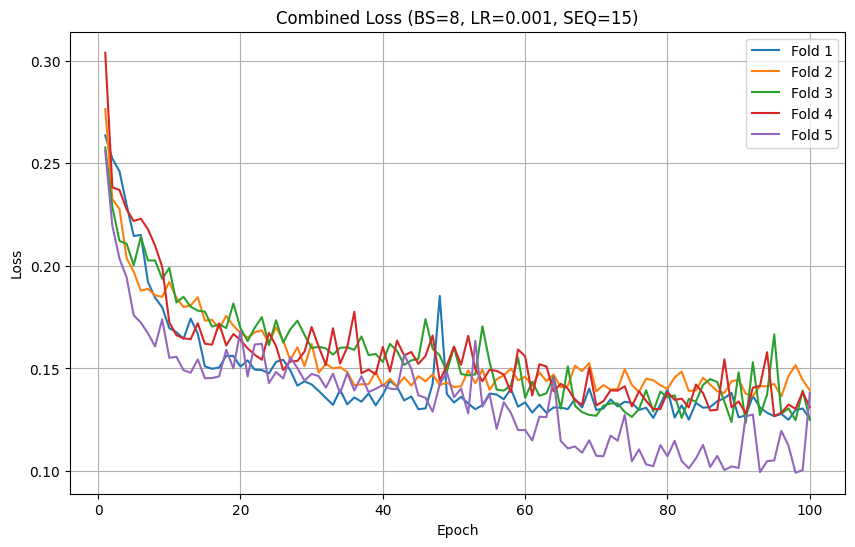 Combined Loss (BS=8, LR=0.001, SEQ=15)
Loss
0.30
0.25
0.20
0.15
0.10
Fold 1
Fold 2
Fold 3
Fold 4
Fold 5
0
20
40
60
80
100
Epoch